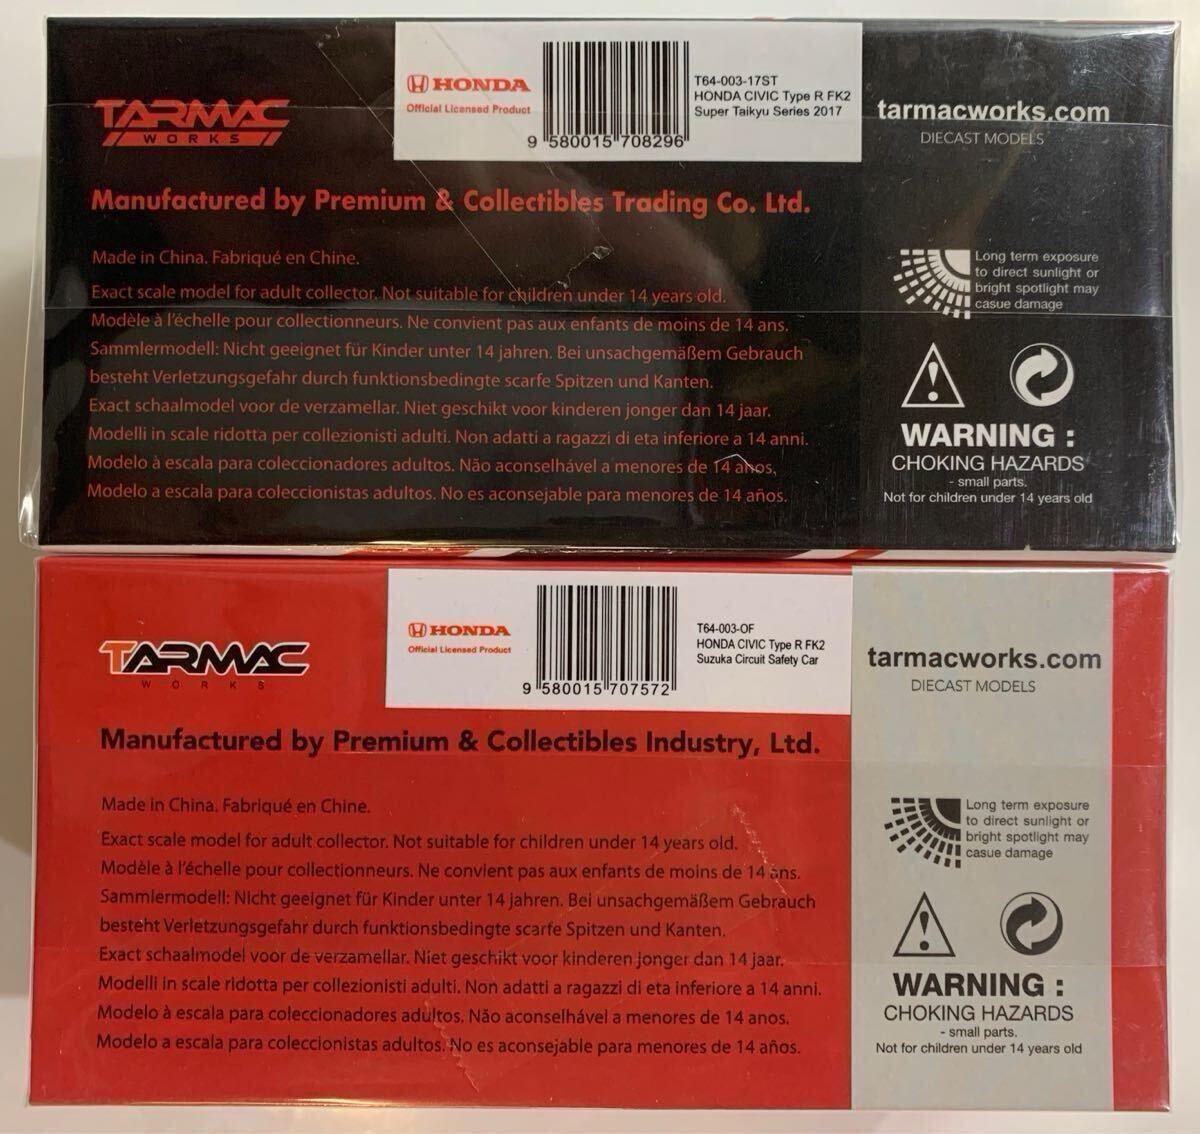 TARMAC
WORKS
HONDA
Official Licensed Product
9 580015 708296
T64-003-17ST
HONDA CIVIC Type R FK2
Super Taikyu Series 2017
tarmacworks.com
DIECAST MODELS
Manufactured by Premium & Collectibles Trading Co. Ltd.
Made in China. Fabriqué en Chine.
Exact scale model for adult collector. Not suitable for children under 14 years old.
Modèle à l'échelle pour collectionneurs. Ne convient pas aux enfants de moins de 14 ans.
Sammlermodell: Nicht geeignet für Kinder unter 14 jahren. Bei unsachgemäßem Gebrauch
besteht Verletzungsgefahr durch funktionsbedingte scarfe Spitzen und Kanten.
Exact schaalmodel voor de verzamellar. Niet geschikt voor kinderen jonger dan 14 jaar.
Modelli in scale ridotta per collezionisti adulti. Non adatti a ragazzi di eta inferiore a 14 anni.
Modelo à escala para coleccionadores adultos. Não aconselhável a menores de 14 anos.
Modelo a escala para coleccionistas adultos. No es aconsejable para menores de 14 años.
Long term exposure
to direct sunlight or
bright spotlight may
casue damage
WARNING :
CHOKING HAZARDS
- small parts.
Not for children under 14 years old
TARMAC
WORKS
HONDA
Official Licensed Product
9 580015 707572
T64-003-OF
HONDA CIVIC Type R FK2
Suzuka Circuit Safety Car
tarmacworks.com
DIECAST MODELS
Manufactured by Premium & Collectibles Industry, Ltd.
Made in China. Fabriqué en Chine.
Exact scale model for adult collector. Not suitable for children under 14 years old.
Modèle à l'échelle pour collectionneurs. Ne convient pas aux enfants de moins de 14 ans.
Sammlermodell: Nicht geeignet für Kinder unter 14 jahren. Bei unsachgemäßem Gebrauch
besteht Verletzungsgefahr durch funktionsbedingte scarfe Spitzen und Kanten.
Exact schaalmodel voor de verzamellar. Niet geschikt voor kinderen jonger dan 14 jaar.
Modelli in scale ridotta per collezionisti adulti. Non adatti a ragazzi di eta inferiore a 14 anni.
Modelo à escala para coleccionadores adultos. Não aconselhável a menores de 14 anos.
Modelo a escala para coleccionistas adultos. No es aconsejable para menores de 14 años.
Long term exposure
to direct sunlight or
bright spotlight may
casue damage
WARNING :
CHOKING HAZARDS
- small parts.
Not for children under 14 years old